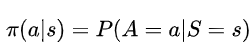 π(a|s) = P(A = a|S = s)